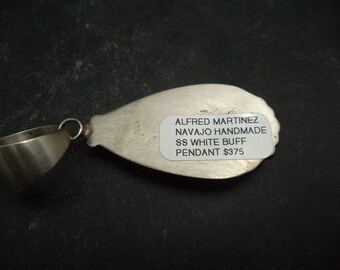 ALFRED MARTINEZ
NAVAJO HANDMADE
SS WHITE BUFF
PENDANT $375